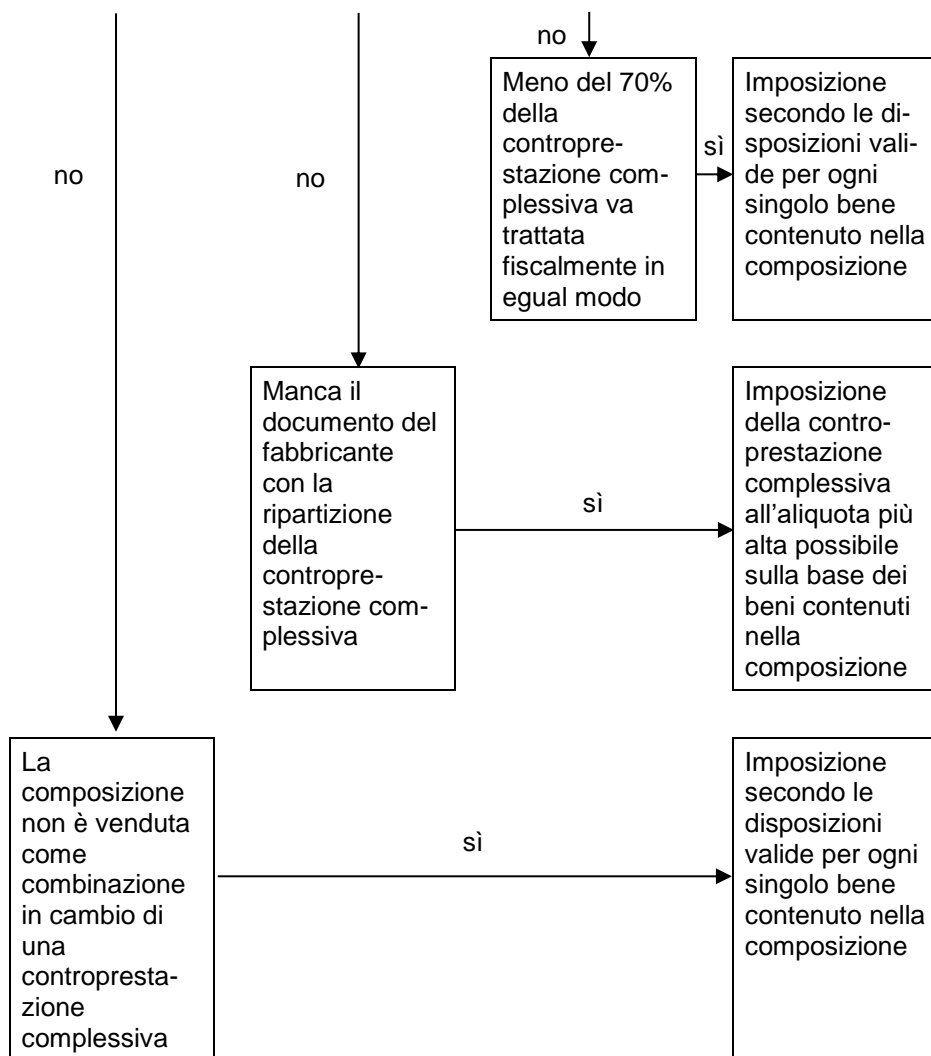 no
Meno del 70%
della
contropre-
stazione com-
plessiva va
trattata
fiscalmente in
egual modo
sì
Imposizione
secondo le di-
sposizioni vali-
de per ogni
singolo bene
contenuto nella
composizione
no
no
Manca il
documento del
fabbricante
con la
ripartizione
della
contropre-
stazione com-
plessiva
sì
Imposizione
della contro-
prestazione
complessiva
all'aliquota più
alta possibile
sulla base dei
beni contenuti
nella
composizione
La
composizione
non è venduta
come
combinazione
in cambio di
una
contropresta-
zione
complessiva
sì
Imposizione
secondo le
disposizioni
valide per ogni
singolo bene
contenuto nella
composizione